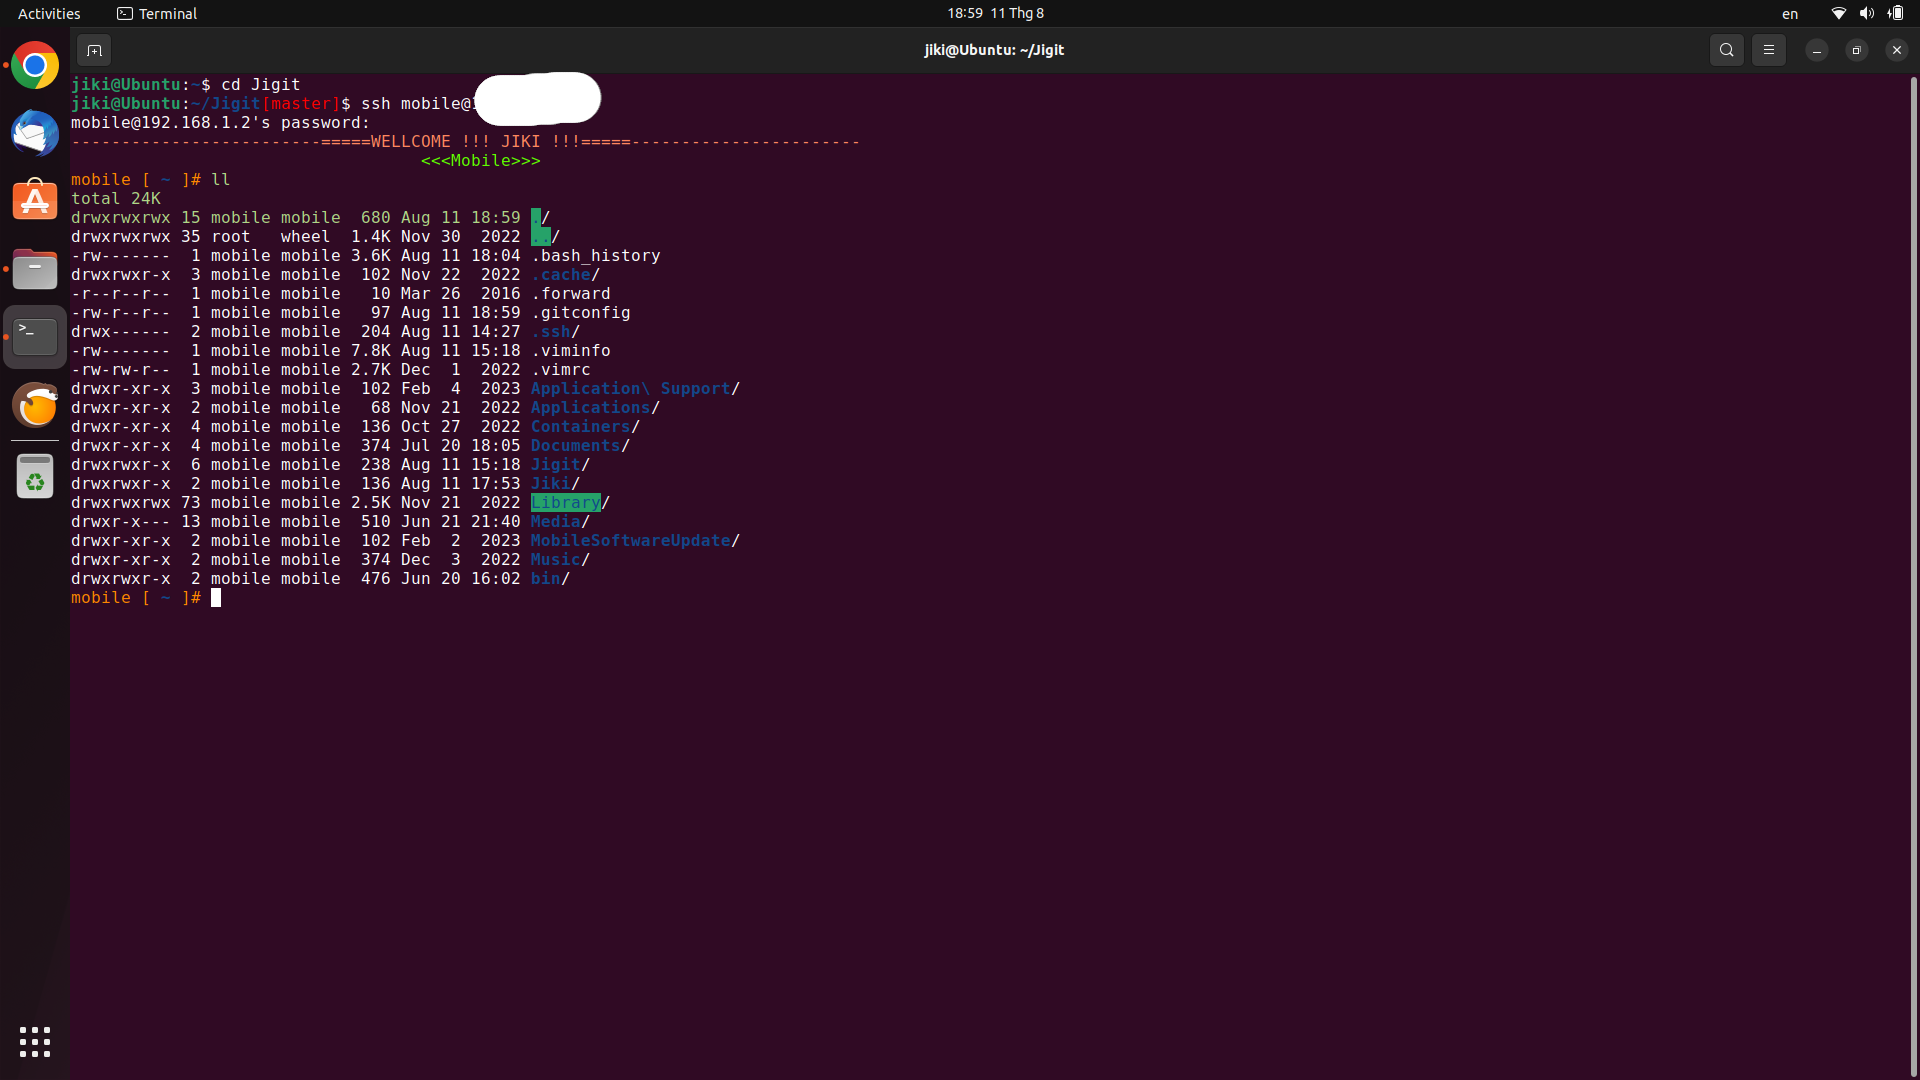 Activities Terminal 18:59 11 Thg 8 en
jiki@Ubuntu: ~/Jigit
jiki@Ubuntu:~$ cd Jigit
jiki@Ubuntu:~/Jigit[master]$ ssh mobile@
mobile@192.168.1.2's password:
-------------------------=====WELLCOME !!! JIKI !!!=====-----------------------
<<<Mobile>>>
mobile [ ~ ]# ll
total 24K
drwxrwxrwx 15 mobile mobile  680 Aug 11 18:59 ./
drwxrwxrwx 35 root   wheel  1.4K Nov 30  2022 ../
-rw-------  1 mobile mobile 3.6K Aug 11 18:04 .bash_history
drwxrwxr-x  3 mobile mobile  102 Nov 22  2022 .cache/
-r--r--r--  1 mobile mobile   10 Mar 26  2016 .forward
-rw-r--r--  1 mobile mobile   97 Aug 11 18:59 .gitconfig
drwx------  2 mobile mobile  204 Aug 11 14:27 .ssh/
-rw-------  1 mobile mobile 7.8K Aug 11 15:18 .viminfo
-rw-rw-r--  1 mobile mobile 2.7K Dec  1  2022 .vimrc
drwxr-xr-x  3 mobile mobile  102 Feb  4  2023 Application\ Support/
drwxr-xr-x  2 mobile mobile   68 Nov 21  2022 Applications/
drwxr-xr-x  4 mobile mobile  136 Oct 27  2022 Containers/
drwxr-xr-x  4 mobile mobile  374 Jul 20 18:05 Documents/
drwxrwxr-x  6 mobile mobile  238 Aug 11 15:18 Jigit/
drwxrwxr-x  2 mobile mobile  136 Aug 11 17:53 Jiki/
drwxrwxrwx 73 mobile mobile 2.5K Nov 21  2022 Library/
drwxr-x--- 13 mobile mobile  510 Jun 21 21:40 Media/
drwxr-xr-x  2 mobile mobile  102 Feb  2  2023 MobileSoftwareUpdate/
drwxr-xr-x  2 mobile mobile  374 Dec  3  2022 Music/
drwxrwxr-x  2 mobile mobile  476 Jun 20 16:02 bin/
mobile [ ~ ]#